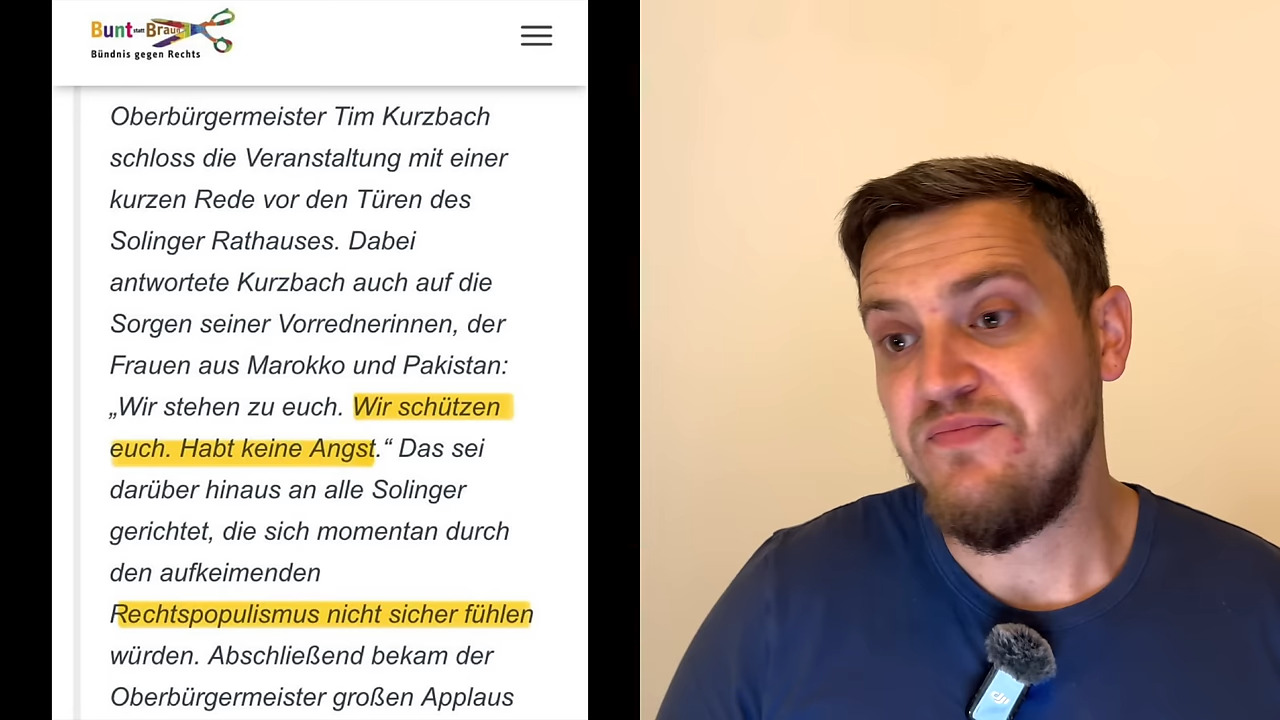 Bunt statt Braun
Bündnis gegen Rechts
Oberbürgermeister Tim Kurzbach
schloss die Veranstaltung mit einer
kurzen Rede vor den Türen des
Solinger Rathauses. Dabei
antwortete Kurzbach auch auf die
Sorgen seiner Vorrednerinnen, der
Frauen aus Marokko und Pakistan:
„Wir stehen zu euch. Wir schützen
euch. Habt keine Angst.“ Das sei
darüber hinaus an alle Solinger
gerichtet, die sich momentan durch
den aufkeimenden
Rechtspopulismus nicht sicher fühlen
würden. Abschließend bekam der
Oberbürgermeister großen Applaus
dji